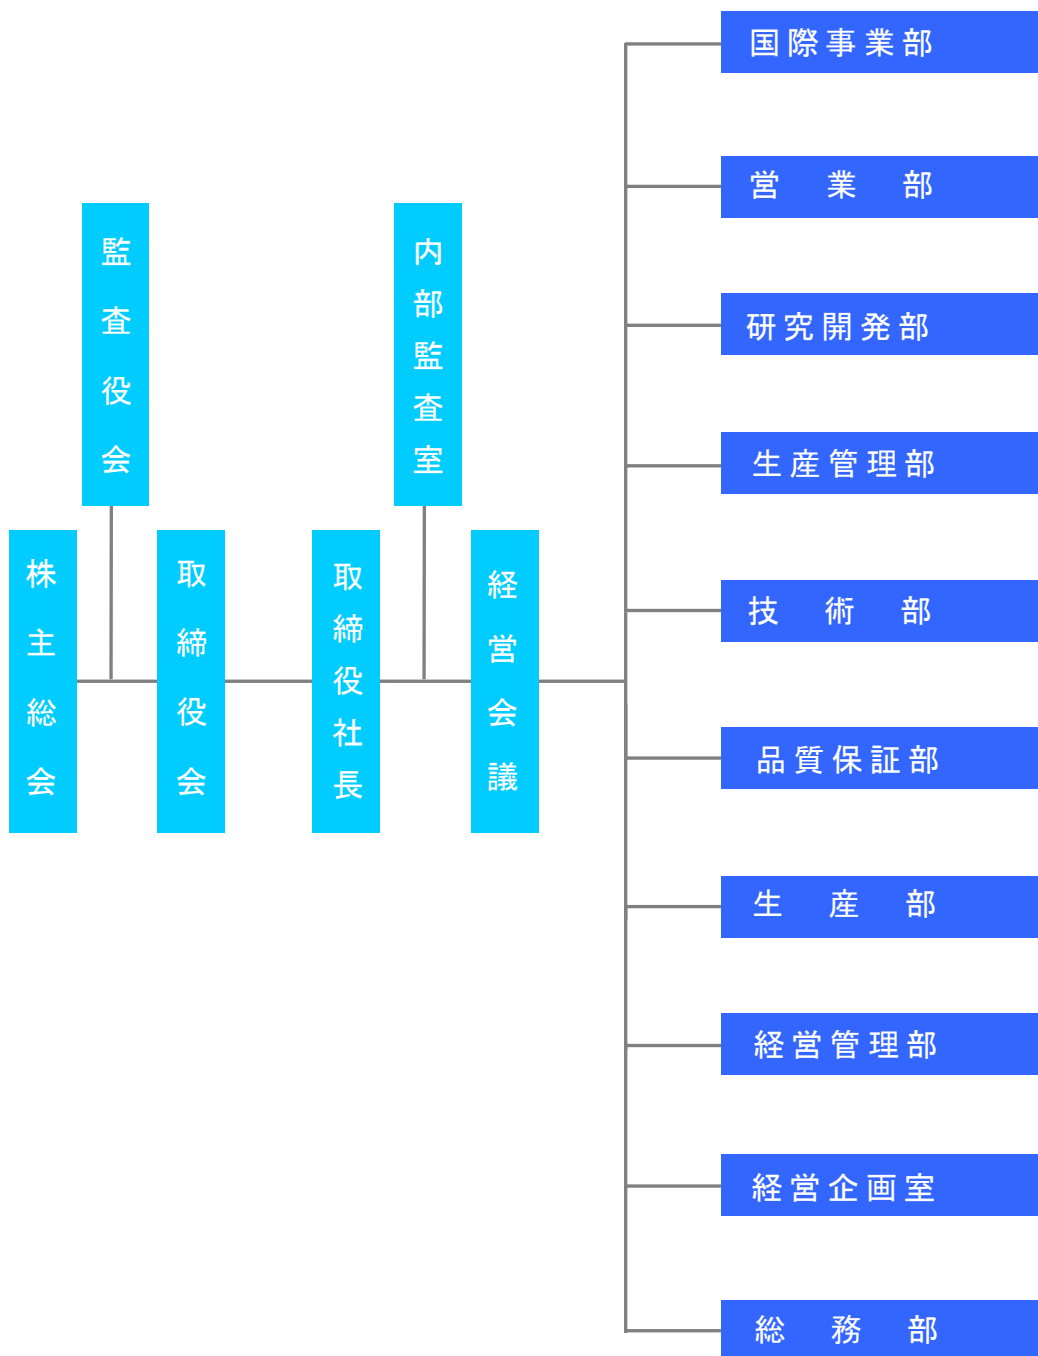 監査役会
内部監査室
株主総会
取締役会
取締役社長
経営会議
国際事業部
営業部
研究開発部
生産管理部
技術部
品質保証部
生産部
経営管理部
経営企画室
総務部